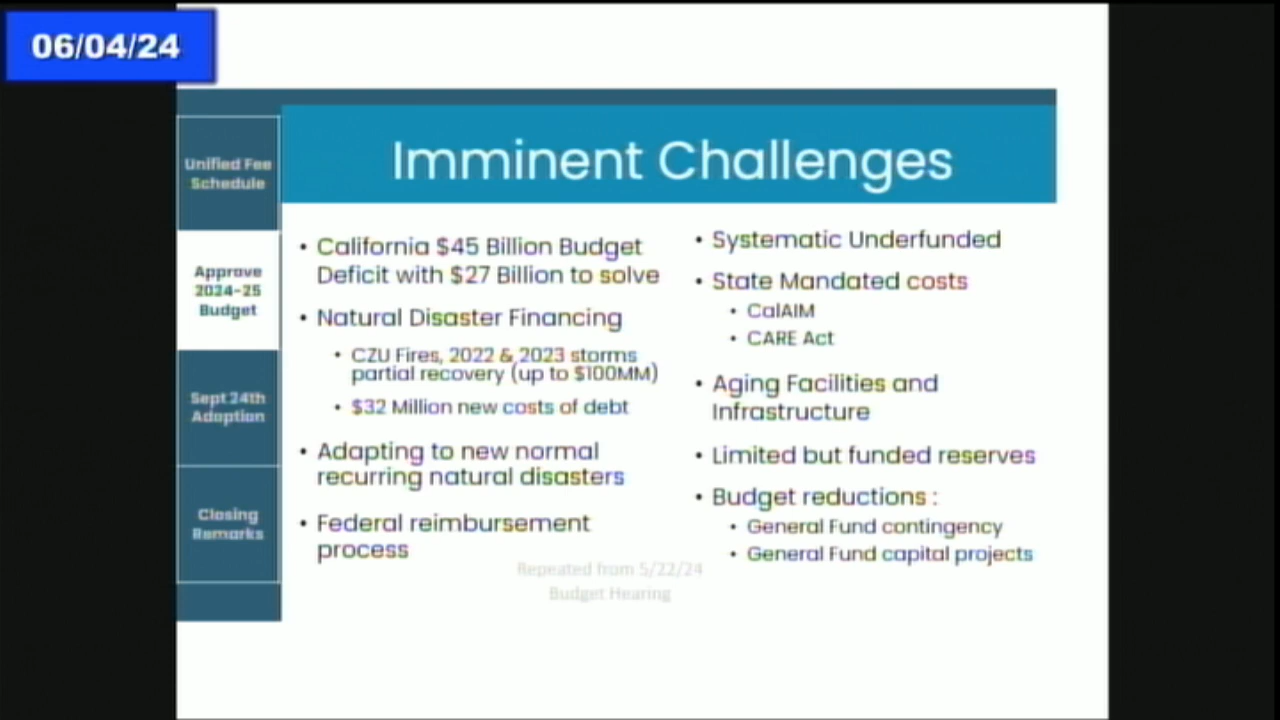 06/04/24
Unified Fee
Schedule
Approve
2024-25
Budget
Sept 24th
Adoption
Closing
Remarks
Imminent Challenges
• California $45 Billion Budget
Deficit with $27 Billion to solve
• Natural Disaster Financing
• CZU Fires, 2022 & 2023 storms
partial recovery (up to $100MM)
• $32 Million new costs of debt
• Adapting to new normal
recurring natural disasters
• Federal reimbursement
process
• Systematic Underfunded
• State Mandated costs
• CalAIM
• CARE Act
• Aging Facilities and
Infrastructure
• Limited but funded reserves
• Budget reductions :
• General Fund contingency
• General Fund capital projects
Repeated from 5/22/24
Budget Hearing